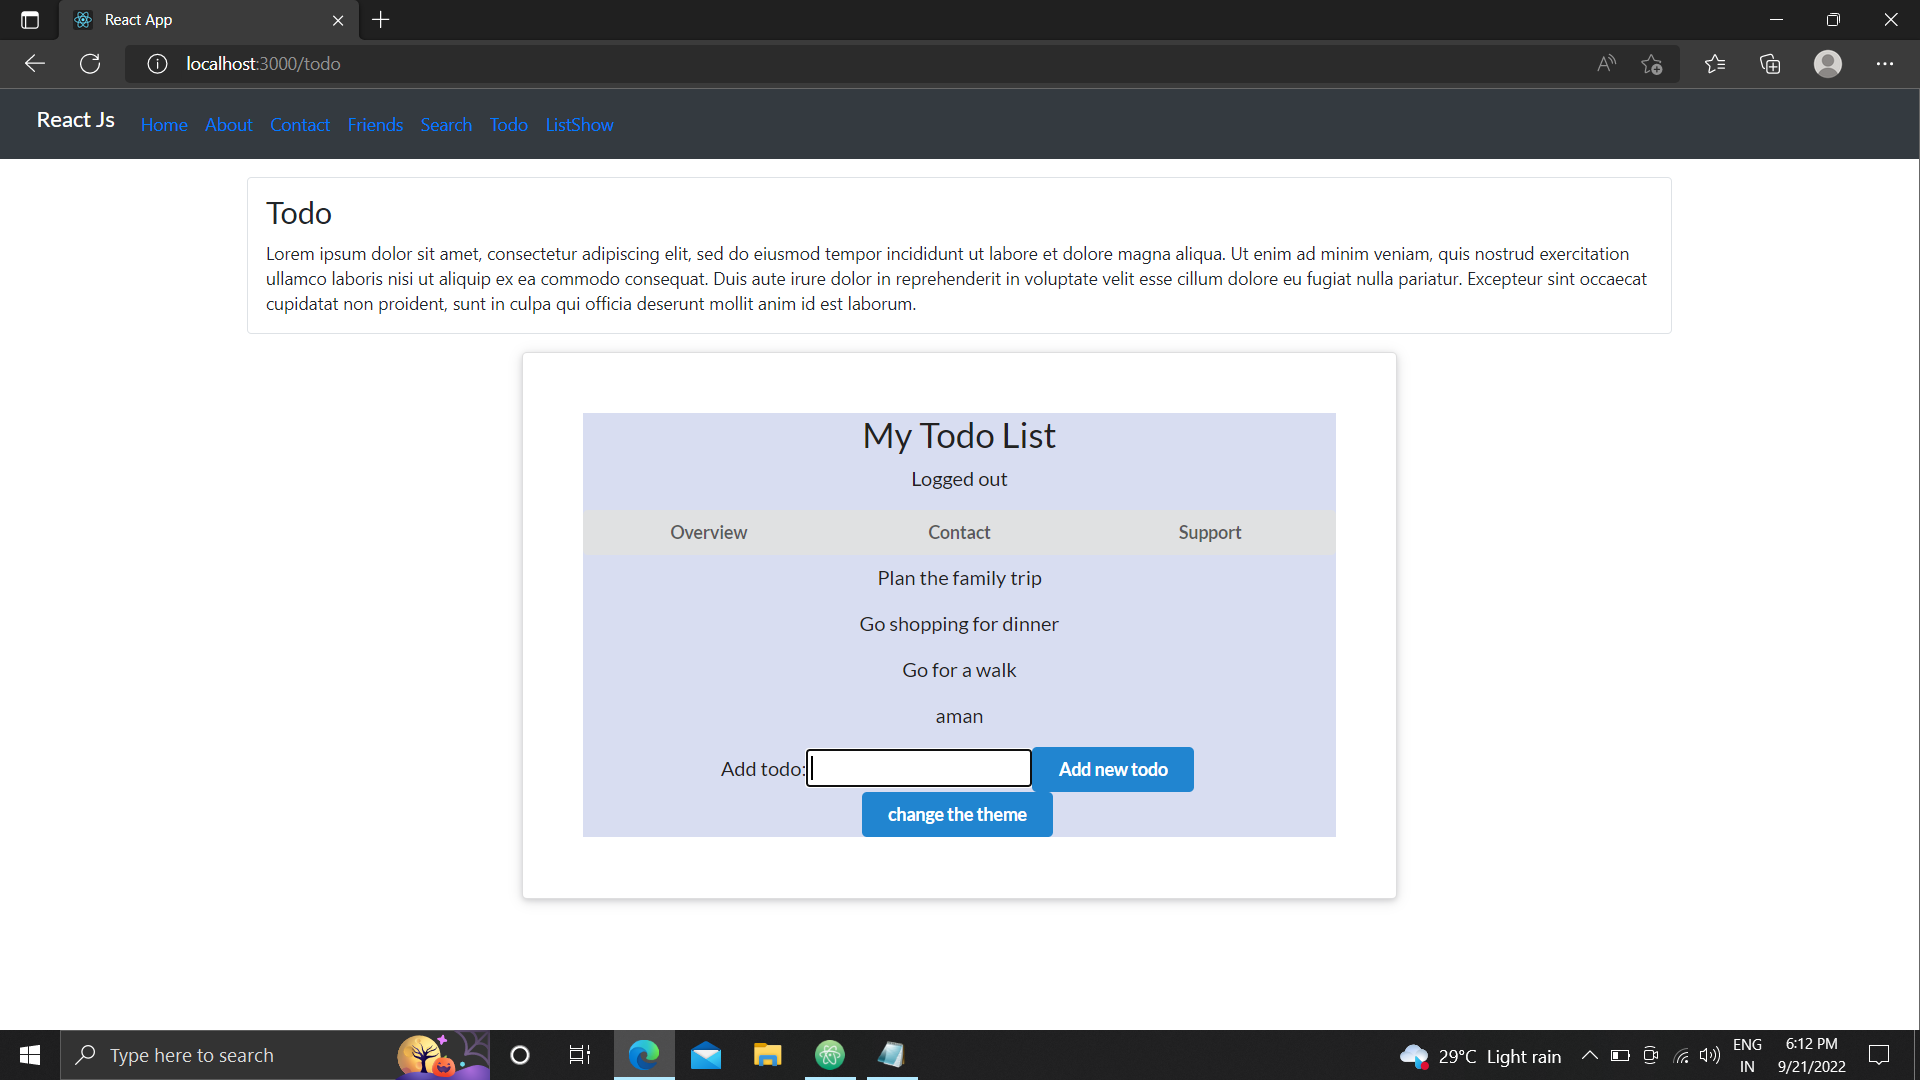 React App
localhost:3000/todo
React Js Home About Contact Friends Search Todo ListShow
Todo
Lorem ipsum dolor sit amet, consectetur adipiscing elit, sed do eiusmod tempor incididunt ut labore et dolore magna aliqua. Ut enim ad minim veniam, quis nostrud exercitation
ullamco laboris nisi ut aliquip ex ea commodo consequat. Duis aute irure dolor in reprehenderit in voluptate velit esse cillum dolore eu fugiat nulla pariatur. Excepteur sint occaecat
cupidatat non proident, sunt in culpa qui officia deserunt mollit anim id est laborum.
My Todo List
Logged out
Overview Contact Support
Plan the family trip
Go shopping for dinner
Go for a walk
aman
Add todo: Add new todo
change the theme
Type here to search
29°C Light rain
ENG
IN
6:12 PM
9/21/2022